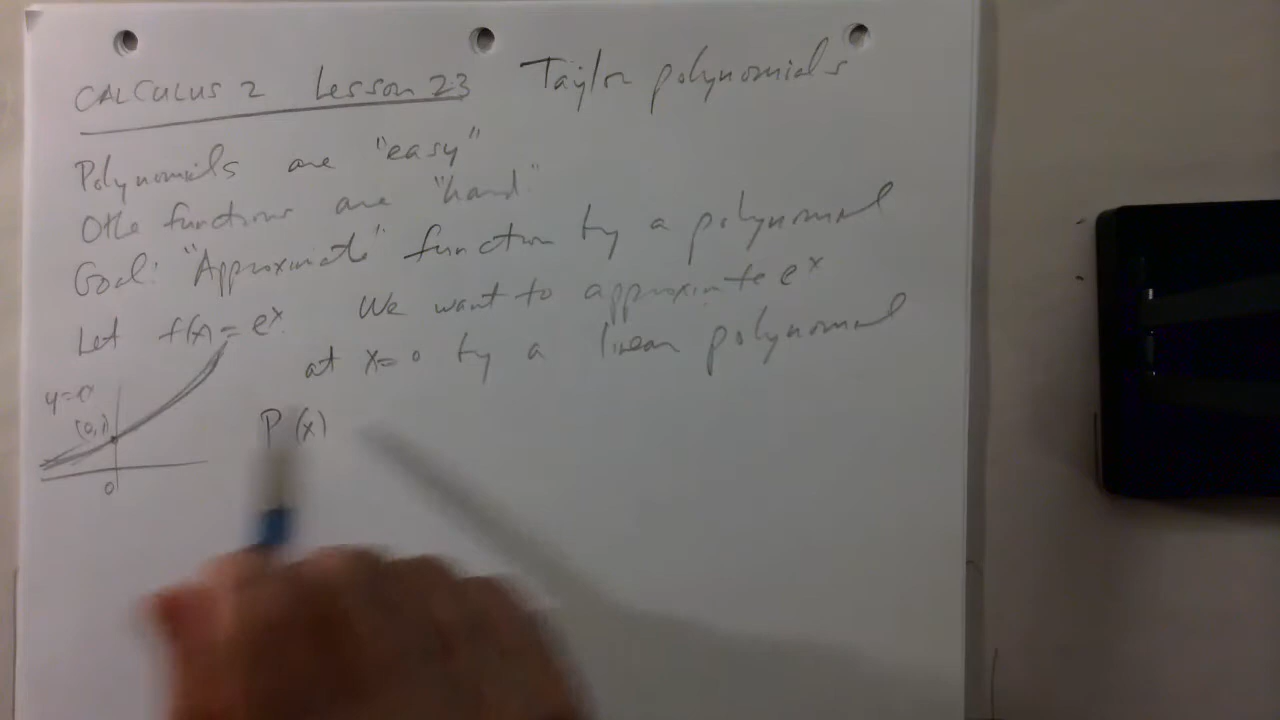 CALCULUS 2 Lesson 23 Taylor polynomials
Polynomials are "easy"
Othe functions are "hard"
Goal: "Approximate" function by a polynomial
Let f(x) = e^x. We want to approximate e^x
at x=0 by a linear polynomial
(0,1)
P (x)
0